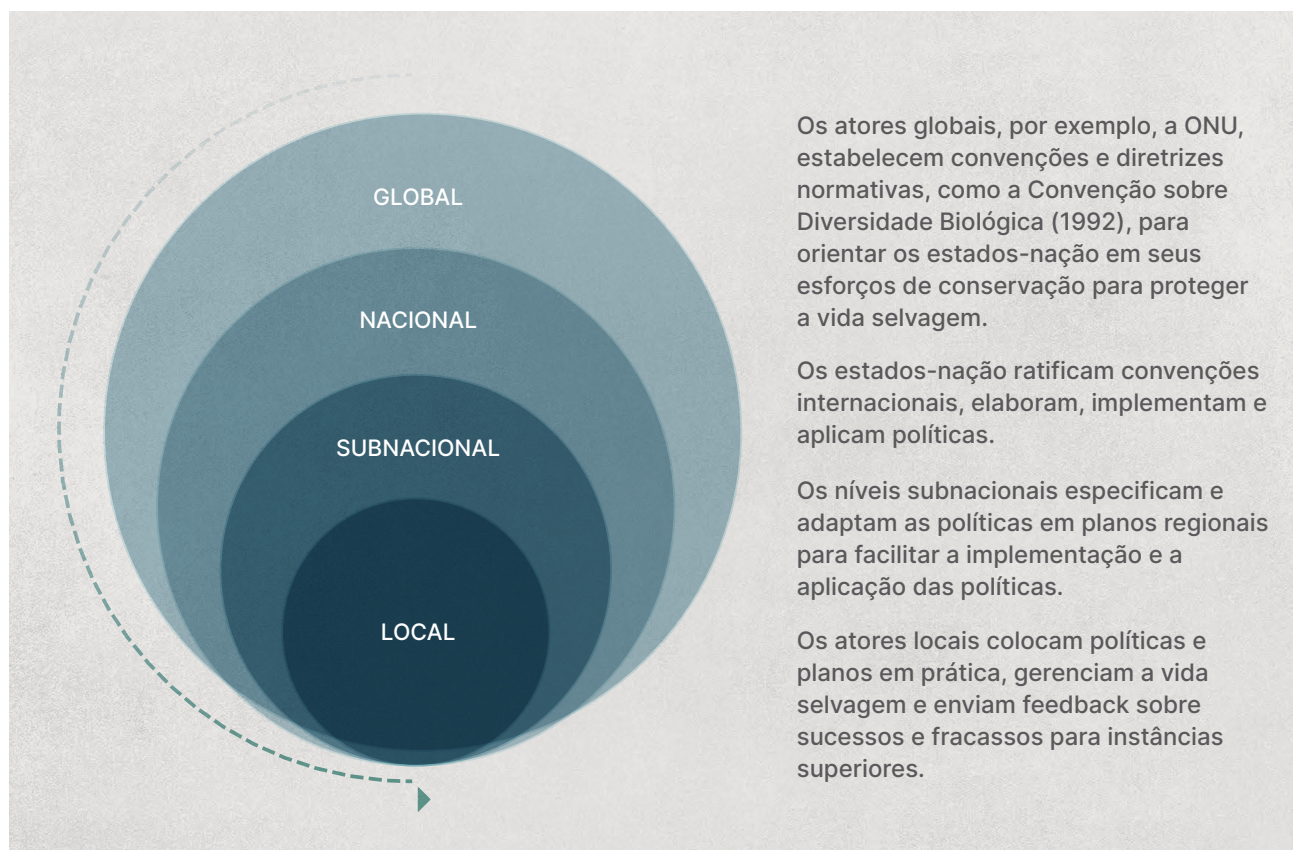 GLOBAL
NACIONAL
SUBNACIONAL
LOCAL
Os atores globais, por exemplo, a ONU,
estabelecem convenções e diretrizes
normativas, como a Convenção sobre
Diversidade Biológica (1992), para
orientar os estados-nação em seus
esforços de conservação para proteger
a vida selvagem.
Os estados-nação ratificam convenções
internacionais, elaboram, implementam e
aplicam políticas.
Os níveis subnacionais especificam e
adaptam as políticas em planos regionais
para facilitar a implementação e a
aplicação das políticas.
Os atores locais colocam políticas e
planos em prática, gerenciam a vida
selvagem e enviam feedback sobre
sucessos e fracassos para instâncias
superiores.